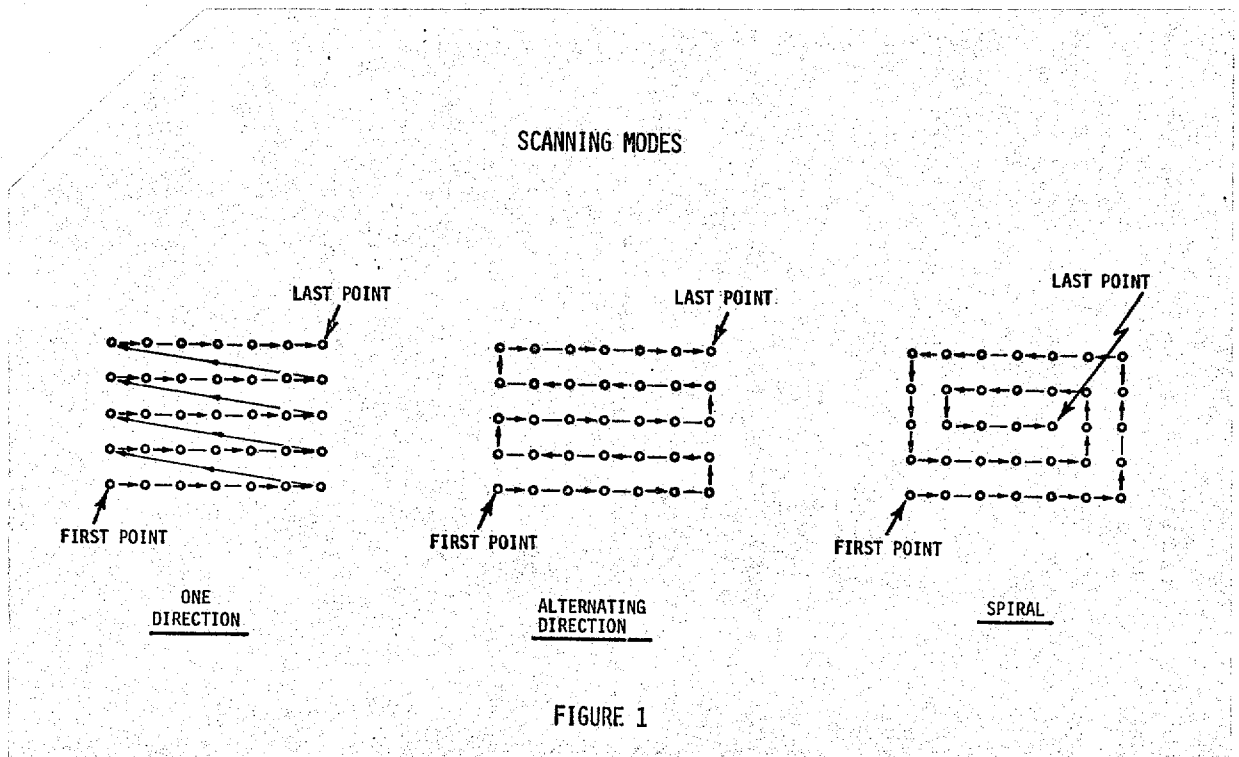 SCANNING MODES
LAST POINT
FIRST POINT
ONE
DIRECTION
LAST POINT
FIRST POINT
ALTERNATING
DIRECTION
LAST POINT
FIRST POINT
SPIRAL
FIGURE 1